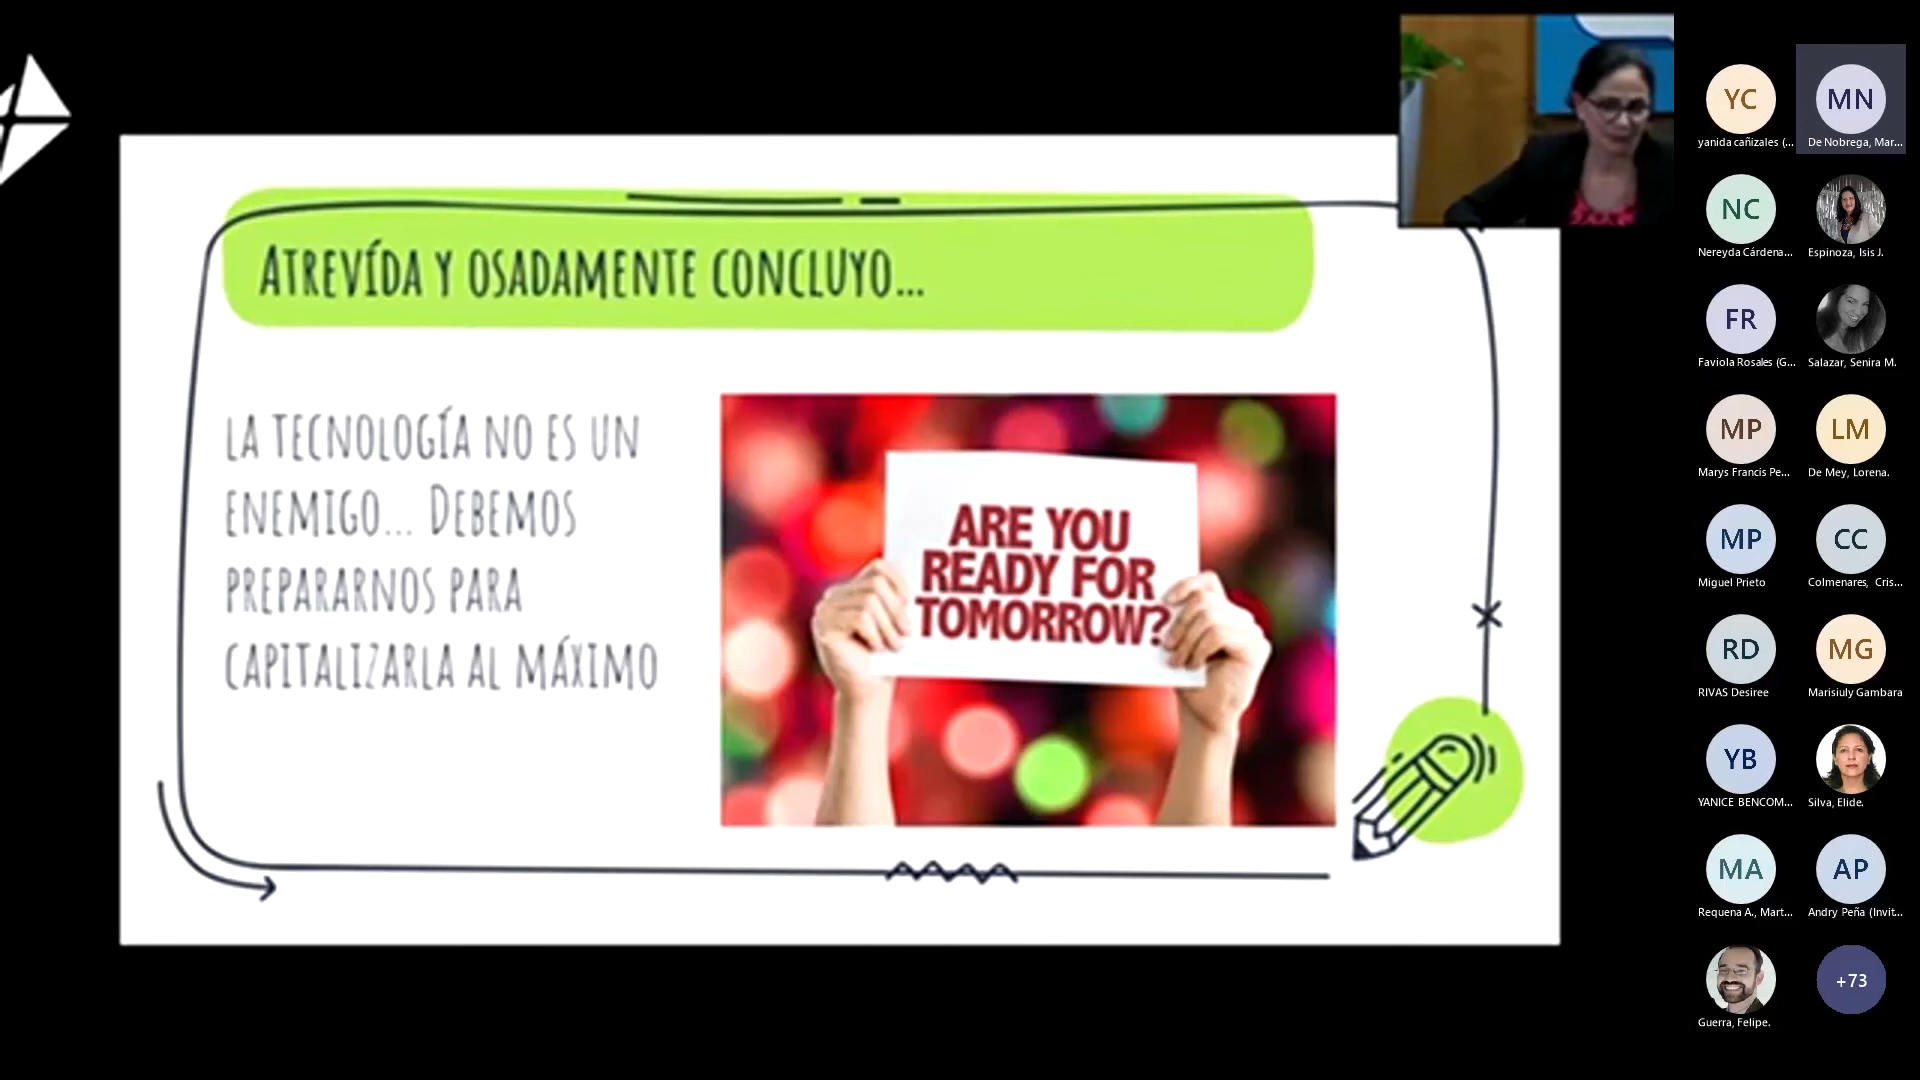 Atrevída y osadamente concluyo...
la tecnología no es un
enemigo... Debemos
prepararnos para
capitalizarla al máximo
ARE YOU
READY FOR
TOMORROW?
YC
yanida cañizales (...
MN
De Nobrega, Mar...
NC
Nereyda Cárdena...
Espinoza, Isis J.
FR
Faviola Rosales (G...
Salazar, Senira M.
MP
Marys Francis Pe...
LM
De Mey, Lorena.
MP
Miguel Prieto
CC
Colmenares, Cris...
RD
RIVAS Desiree
MG
Marisiuly Gambara
YB
YANICE BENCOM...
Silva, Elide.
MA
Requena A., Mart...
AP
Andry Peña (Invit...
Guerra, Felipe.
+73